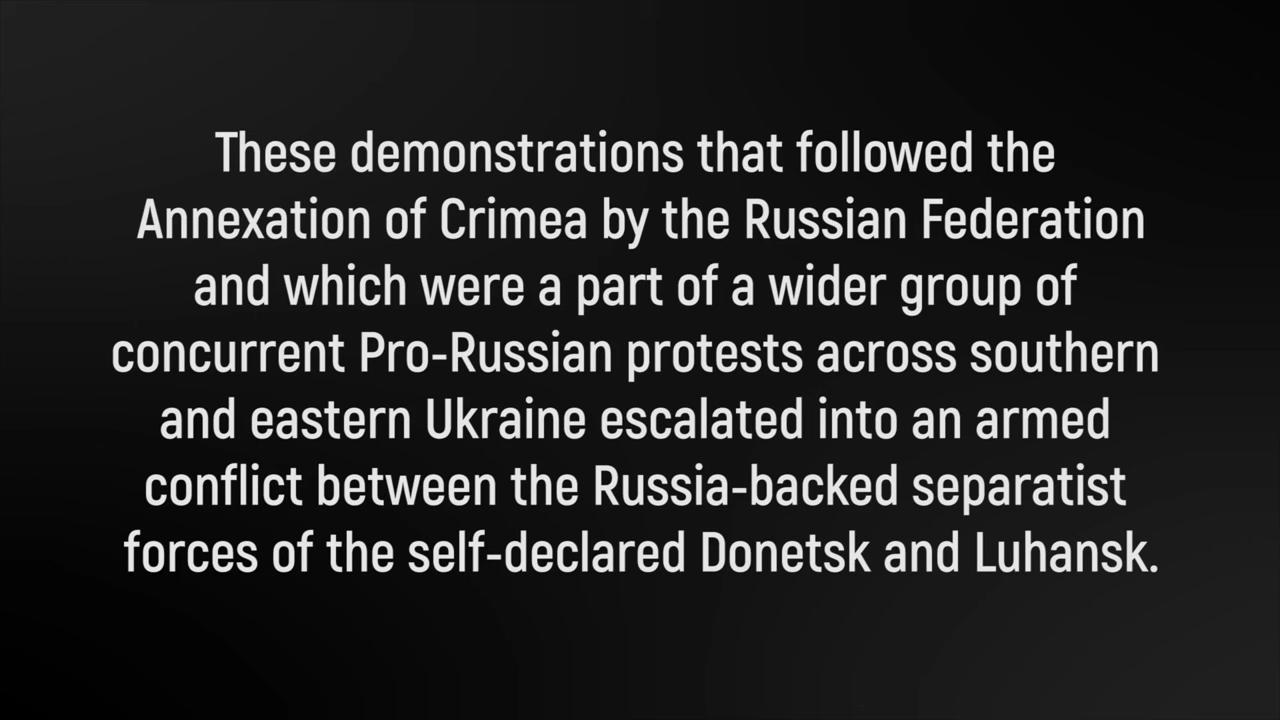 These demonstrations that followed the
Annexation of Crimea by the Russian Federation
and which were a part of a wider group of
concurrent Pro-Russian protests across southern
and eastern Ukraine escalated into an armed
conflict between the Russia-backed separatist
forces of the self-declared Donetsk and Luhansk.